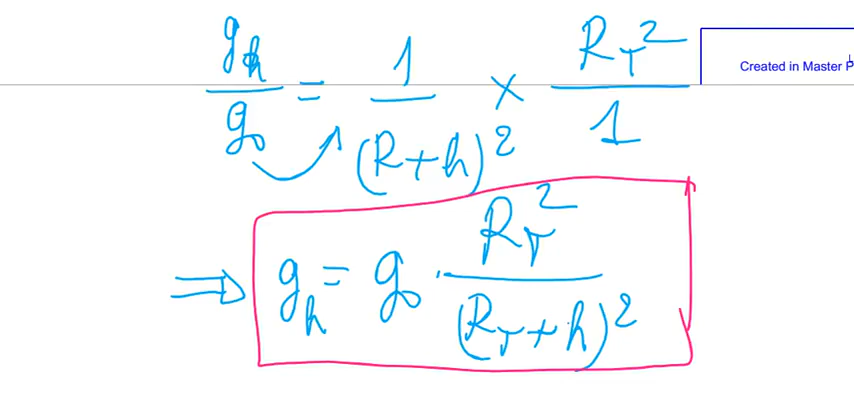 g_h/g_0 = 1/(R+h)^2 × R_T^2/1
Created in Master P
⇒ g_h = g_0 · R_T^2/(R_T+h)^2